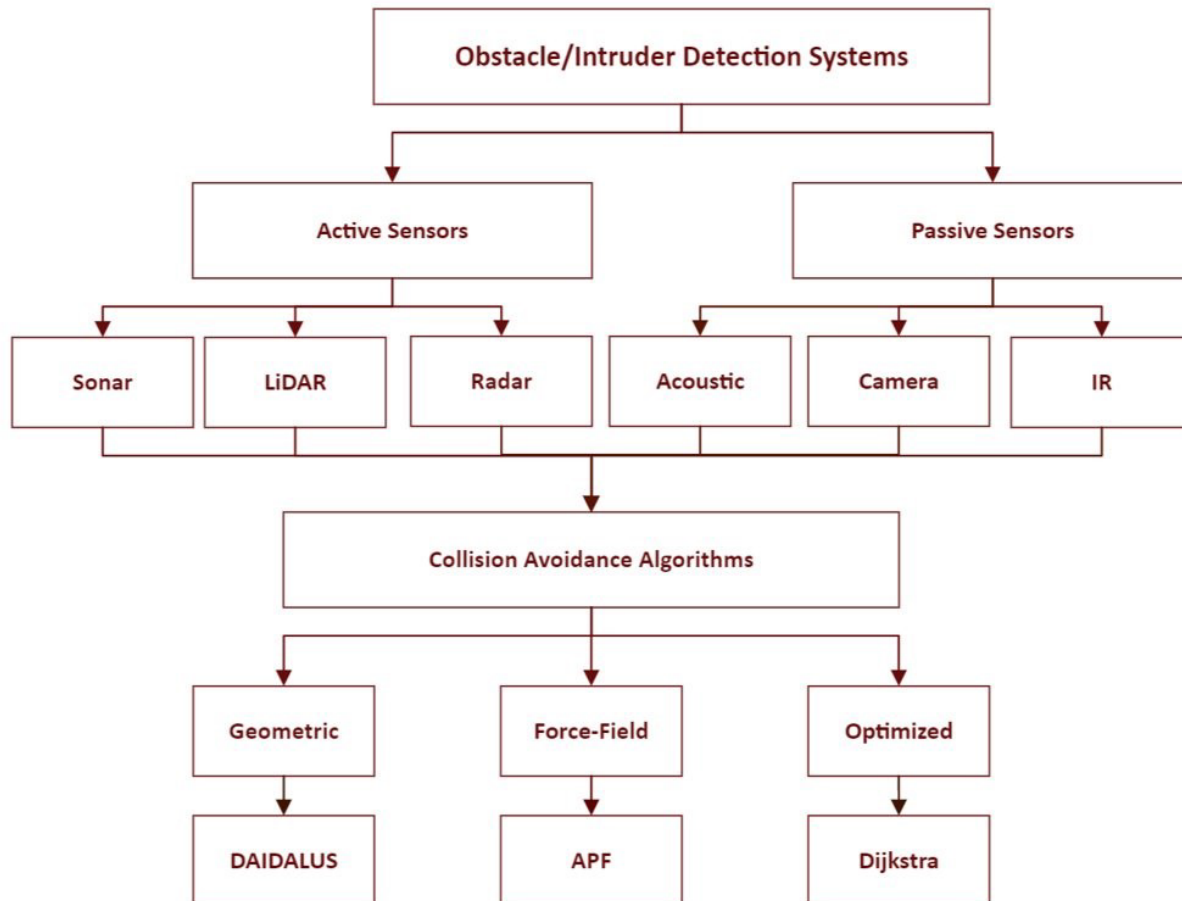 Obstacle/Intruder Detection Systems
Active Sensors
Passive Sensors
Sonar
LiDAR
Radar
Acoustic
Camera
IR
Collision Avoidance Algorithms
Geometric
Force-Field
Optimized
DAIDALUS
APF
Dijkstra